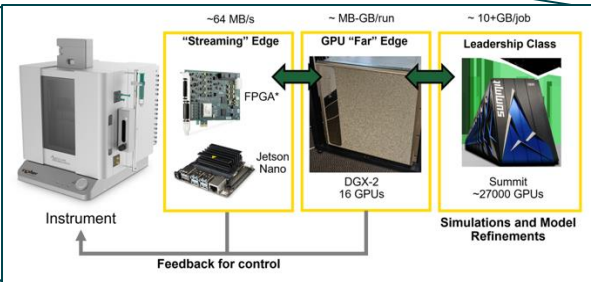 ~64 MB/s
~ MB-GB/run
~ 10+GB/job
“Streaming” Edge
GPU “Far” Edge
Leadership Class
FPGA*
Jetson
Nano
DGX-2
16 GPUs
Summit
~27000 GPUs
Instrument
Simulations and Model
Refinements
Feedback for control